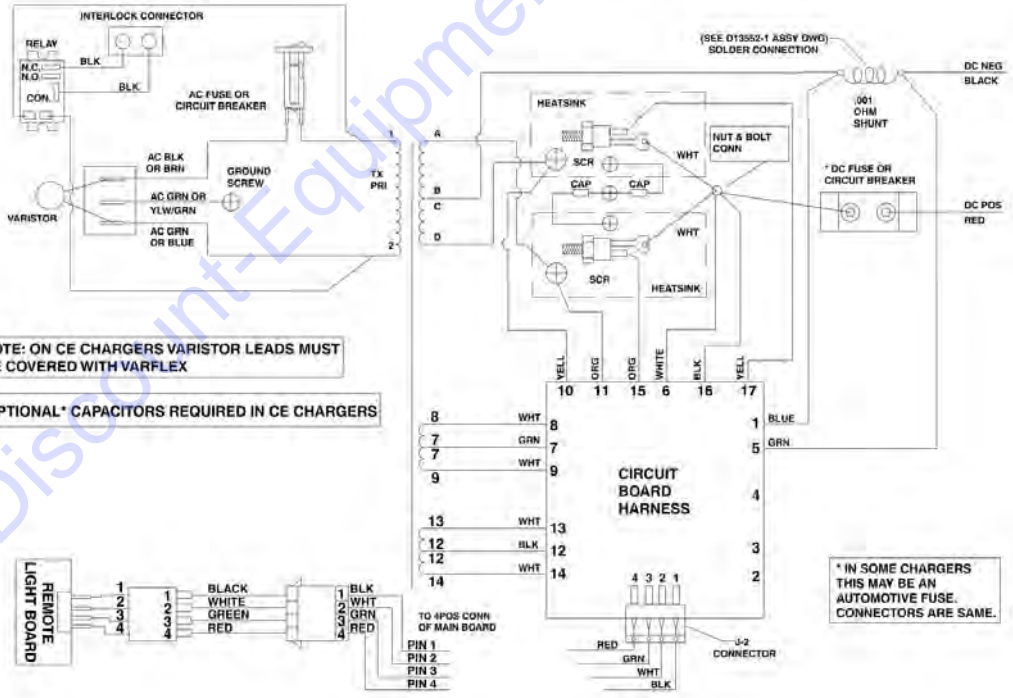 INTERLOCK CONNECTOR
RELAY
N.C.
N.O.
BLK
CON.
BLK
AC FUSE OR
CIRCUIT BREAKER
AC BLK
OR BRN
GROUND
SCREW
AC GRN OR
YLW/GRN
AC GRN
OR BLUE
VARISTOR
1
TX
PRI
2
A
B
C
D
HEATSINK
SCR
WHT
CAP
CAP
WHT
SCR
HEATSINK
NUT & BOLT
CONN
(SEE D13552-1 ASSY DWG)
SOLDER CONNECTION
.001
OHM
SHUNT
DC NEG
BLACK
* DC FUSE OR
CIRCUIT BREAKER
DC POS
RED
OTE: ON CE CHARGERS VARISTOR LEADS MUST
E COVERED WITH VARFLEX
PTIONAL* CAPACITORS REQUIRED IN CE CHARGERS
YELL ORG ORG WHITE BLK YELL
10 11 15 6 16 17
8 WHT 8
7 GRN 7
7
9 WHT 9
13 WHT 13
12 BLK 12
12
14 WHT 14
CIRCUIT
BOARD
HARNESS
1 BLUE
5 GRN
4
3
2
4 3 2 1
J-2
CONNECTOR
RED
GRN
WHT
BLK
* IN SOME CHARGERS
THIS MAY BE AN
AUTOMOTIVE FUSE.
CONNECTORS ARE SAME.
REMOTE
LIGHT BOARD
1 1 BLACK 1 BLK
2 2 WHITE 2 WHT
3 3 GREEN 3 GRN
4 4 RED 4 RED
TO 4POS CONN
OF MAIN BOARD
PIN 1
PIN 2
PIN 3
PIN 4
Discount-Equipmen